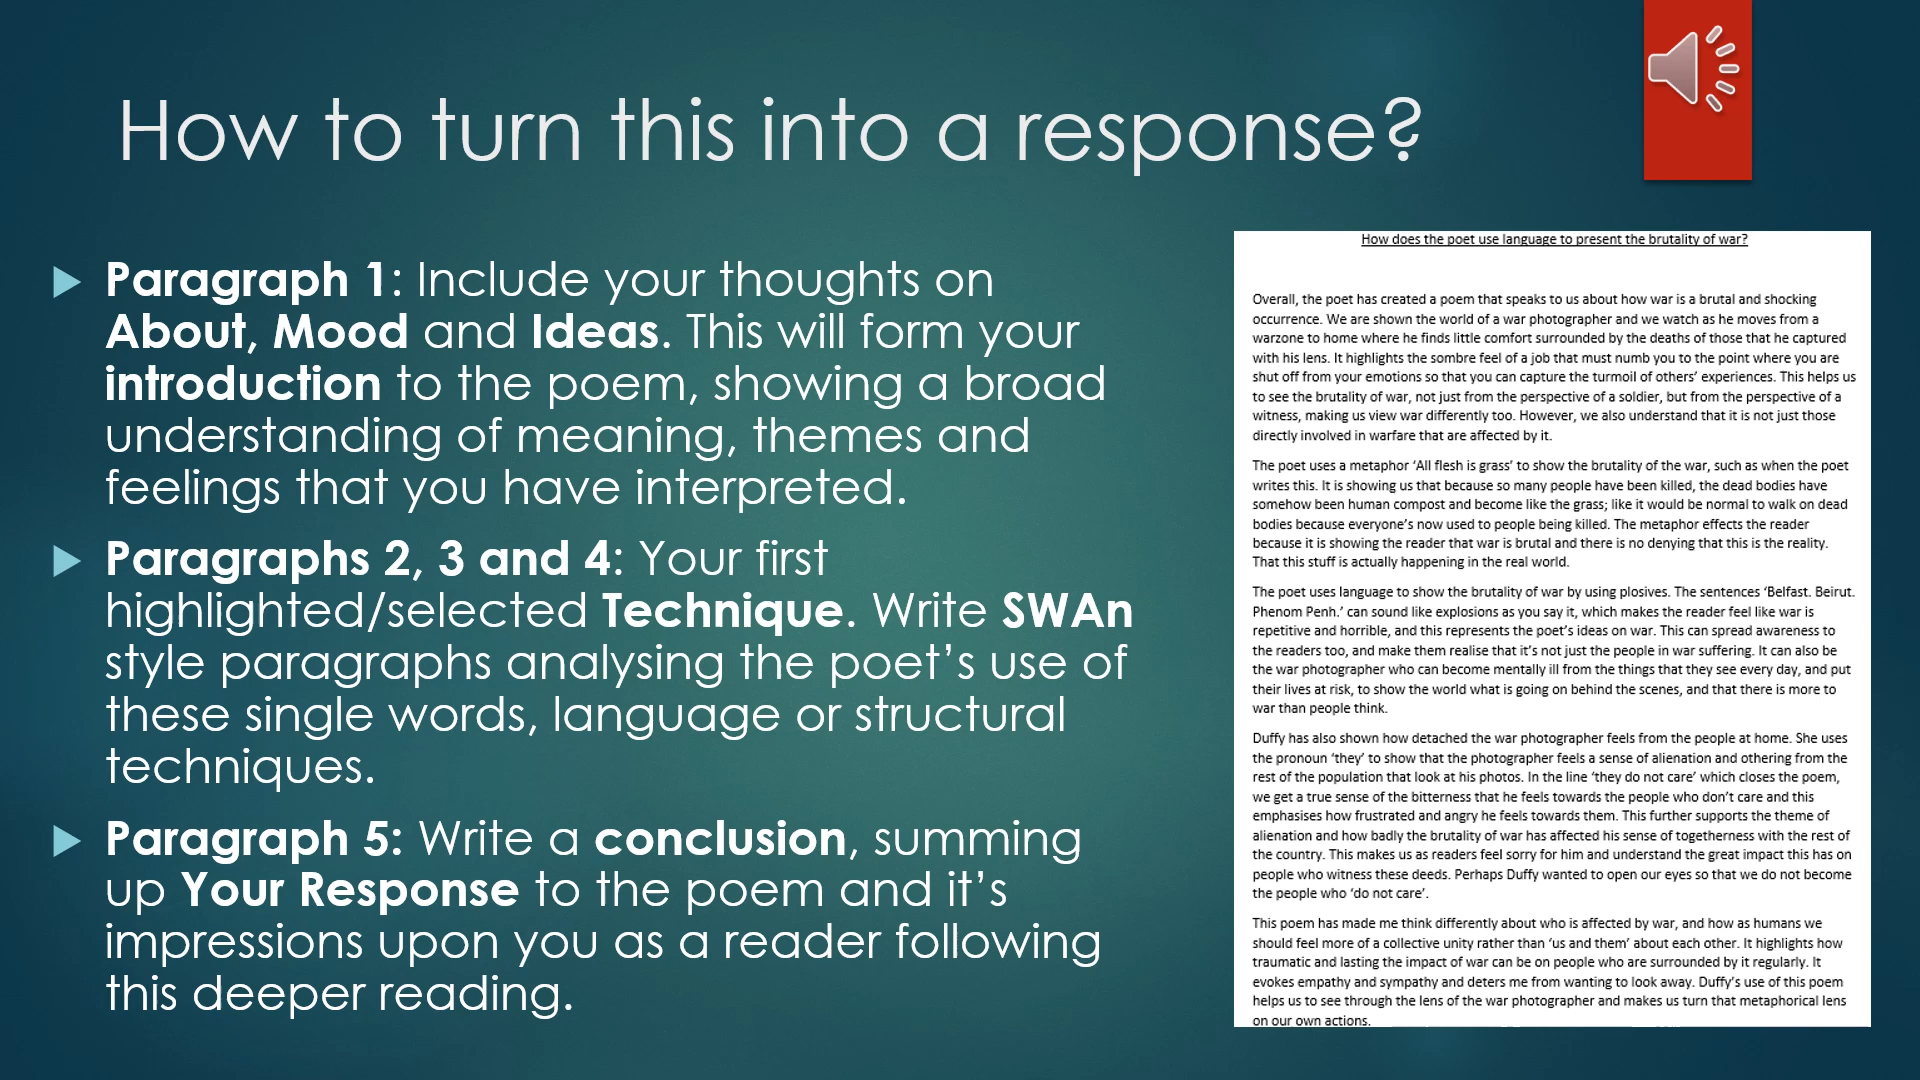 How to turn this into a response?
Paragraph 1: Include your thoughts on
About, Mood and Ideas. This will form your
introduction to the poem, showing a broad
understanding of meaning, themes and
feelings that you have interpreted.
Paragraphs 2, 3 and 4: Your first
highlighted/selected Technique. Write SWAn
style paragraphs analysing the poet’s use of
these single words, language or structural
techniques.
Paragraph 5: Write a conclusion, summing
up Your Response to the poem and it’s
impressions upon you as a reader following
this deeper reading.
How does the poet use language to present the brutality of war?
Overall, the poet has created a poem that speaks to us about how war is a brutal and shocking
occurrence. We are shown the world of a war photographer and we watch as he moves from a
warzone to home where he finds little comfort surrounded by the deaths of those that he captured
with his lens. It highlights the sombre feel of a job that must numb you to the point where you are
shut off from your emotions so that you can capture the turmoil of others’ experiences. This helps us
to see the brutality of war, not just from the perspective of a soldier, but from the perspective of a
witness, making us view war differently too. However, we also understand that it is not just those
directly involved in warfare that are affected by it.
The poet uses a metaphor ‘All flesh is grass’ to show the brutality of the war, such as when the poet
writes this. It is showing us that because so many people have been killed, the dead bodies have
somehow been human compost and become like the grass; like it would be normal to walk on dead
bodies because everyone’s now used to people being killed. The metaphor effects the reader
because it is showing the reader that war is brutal and there is no denying that this is the reality.
That this stuff is actually happening in the real world.
The poet uses language to show the brutality of war by using plosives. The sentences ‘Belfast. Beirut.
Phenom Penh.’ can sound like explosions as you say it, which makes the reader feel like war is
repetitive and horrible, and this represents the poet’s ideas on war. This can spread awareness to
the readers too, and make them realise that it’s not just the people in war suffering. It can also be
the war photographer who can become mentally ill from the things that they see every day, and put
their lives at risk, to show the world what is going on behind the scenes, and that there is more to
war than people think.
Duffy has also shown how detached the war photographer feels from the people at home. She uses
the pronoun ‘they’ to show that the photographer feels a sense of alienation and othering from the
rest of the population that look at his photos. In the line ‘they do not care’ which closes the poem,
we get a true sense of the bitterness that he feels towards the people who don’t care and this
emphasises how frustrated and angry he feels towards them. This further supports the theme of
alienation and how badly the brutality of war has affected his sense of togetherness with the rest of
the country. This makes us as readers feel sorry for him and understand the great impact this has on
people who witness these deeds. Perhaps Duffy wanted to open our eyes so that we do not become
the people who ‘do not care’.
This poem has made me think differently about who is affected by war, and how as humans we
should feel more of a collective unity rather than ‘us and them’ about each other. It highlights how
traumatic and lasting the impact of war can be on people who are surrounded by it regularly. It
evokes empathy and sympathy and deters me from wanting to look away. Duffy’s use of this poem
helps us to see through the lens of the war photographer and makes us turn that metaphorical lens
on our own actions.